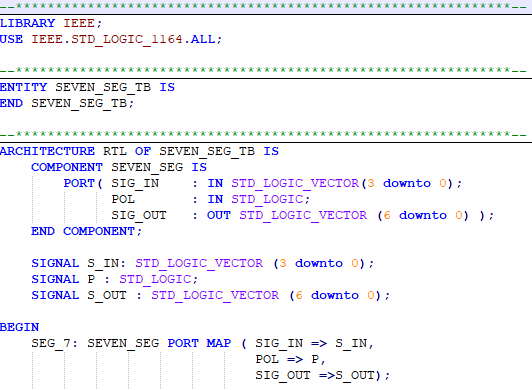 --**************************************************************--
LIBRARY IEEE;
USE IEEE.STD_LOGIC_1164.ALL;
--**************************************************************--
ENTITY SEVEN_SEG_TB IS
END SEVEN_SEG_TB;
--**************************************************************--
ARCHITECTURE RTL OF SEVEN_SEG_TB IS
    COMPONENT SEVEN_SEG IS
        PORT( SIG_IN    : IN STD_LOGIC_VECTOR(3 downto 0);
              POL       : IN STD_LOGIC;
              SIG_OUT   : OUT STD_LOGIC_VECTOR (6 downto 0) );
    END COMPONENT;
    SIGNAL S_IN: STD_LOGIC_VECTOR (3 downto 0);
    SIGNAL P : STD_LOGIC;
    SIGNAL S_OUT : STD_LOGIC_VECTOR (6 downto 0);
BEGIN
    SEG_7: SEVEN_SEG PORT MAP ( SIG_IN => S_IN,
                                POL => P,
                                SIG_OUT =>S_OUT);